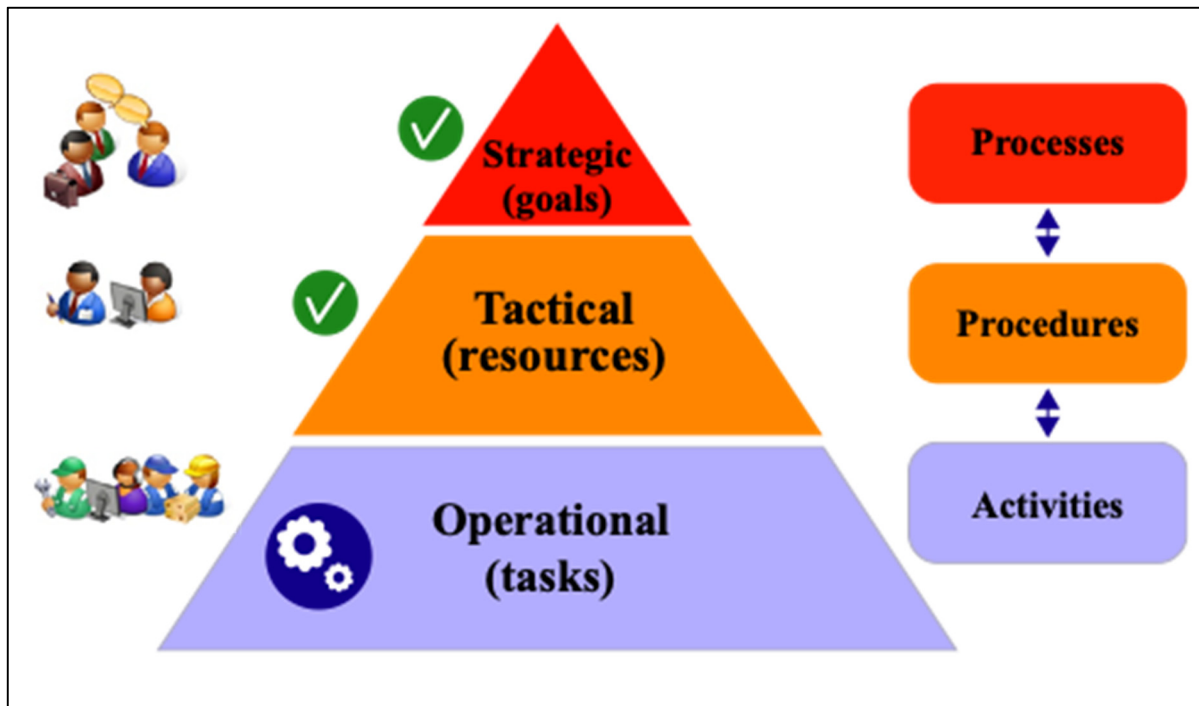 Strategic
(goals)
Tactical
(resources)
Operational
(tasks)
Processes
Procedures
Activities